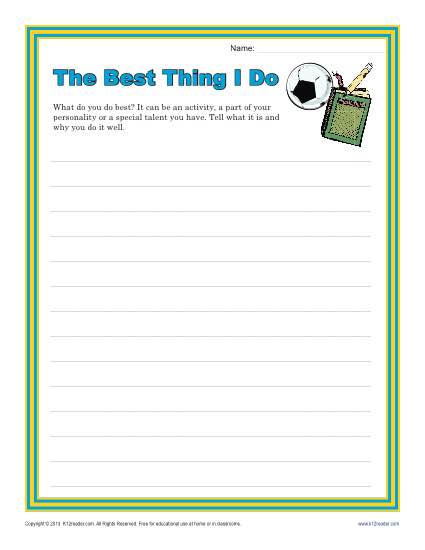 Name:
The Best Thing I Do
What do you do best? It can be an activity, a part of your
personality or a special talent you have. Tell what it is and
why you do it well.
Copyright © 2013 K12reader.com. All Rights Reserved. Free for educational use at home or in classrooms. www.k12reader.com